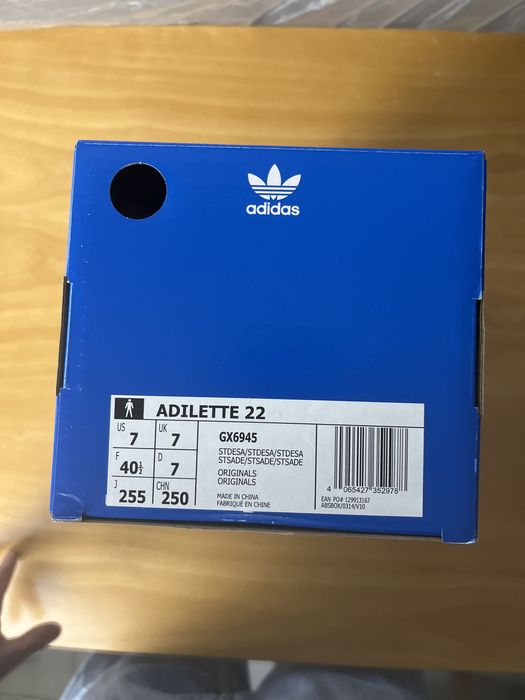 adidas
ADILETTE 22
US 7 UK 7
F 40½ D 7
J 255 CHN 250
GX6945
STDESA/STDESA/STDESA
STSADE/STSADE/STSADE
ORIGINALS
ORIGINALS
MADE IN CHINA
FABRIQUÉ EN CHINE
4 065427 352978
EAN PO# 129913167
ABSBOX/0314/V10